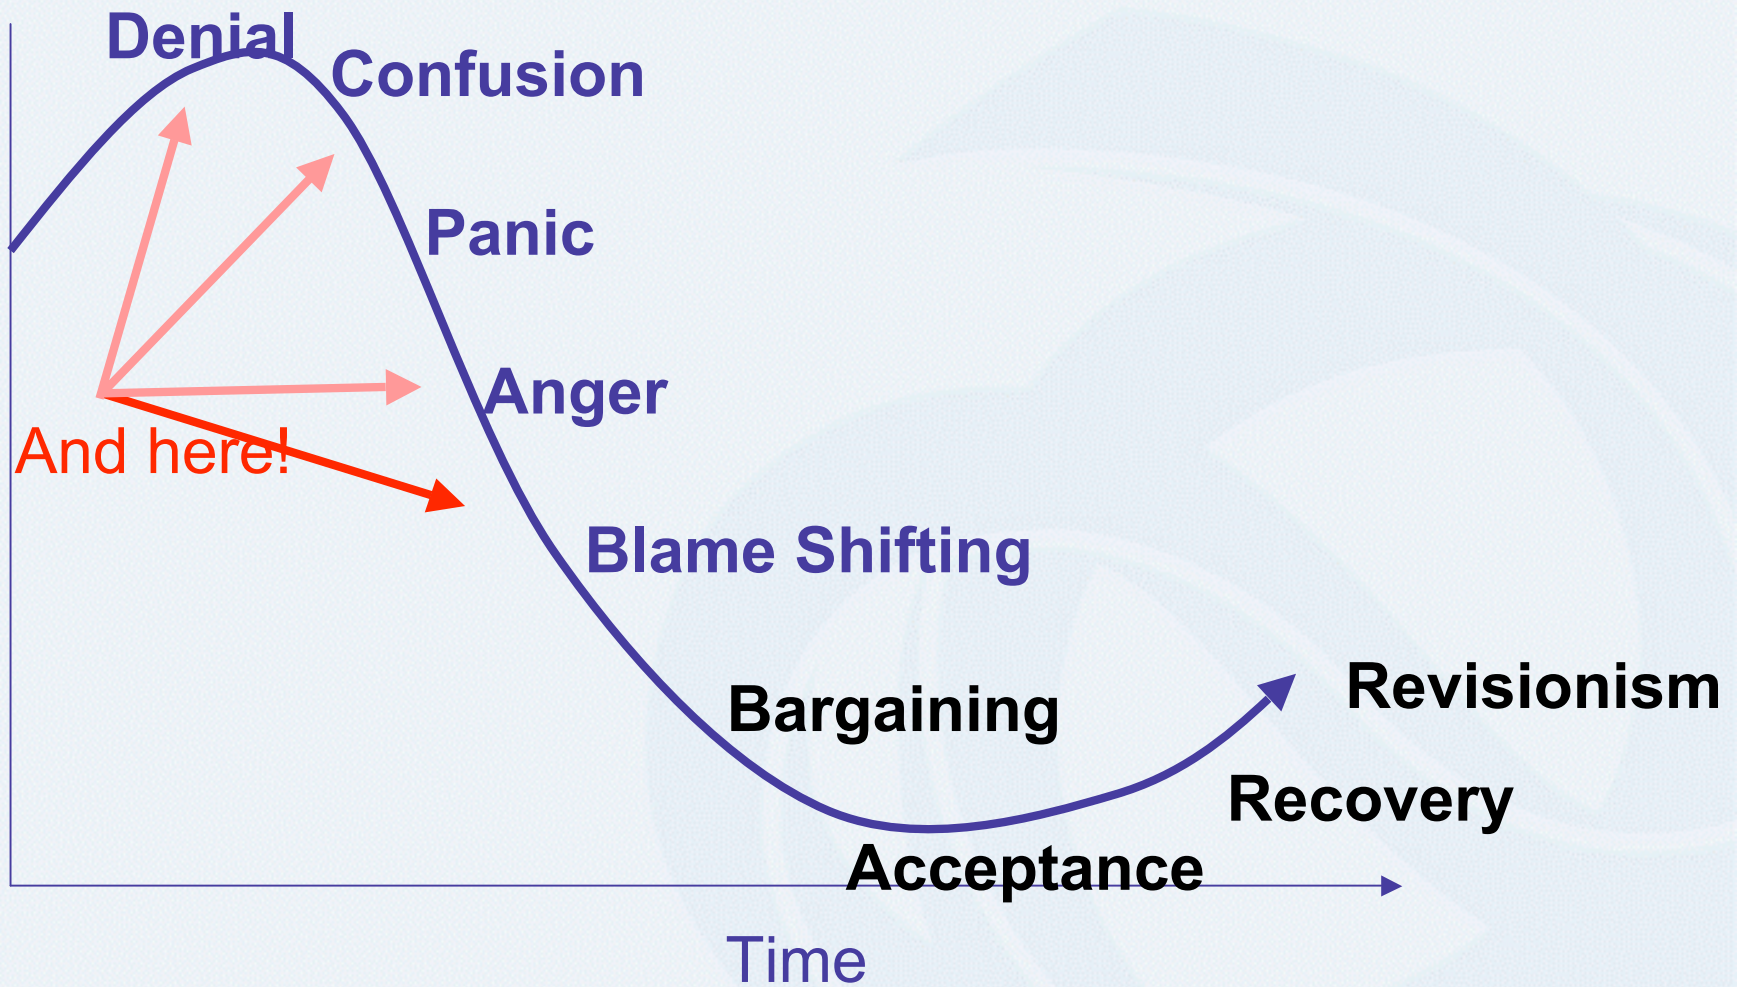 Denial
Confusion
Panic
Anger
And here!
Blame Shifting
Bargaining
Revisionism
Recovery
Acceptance
Time